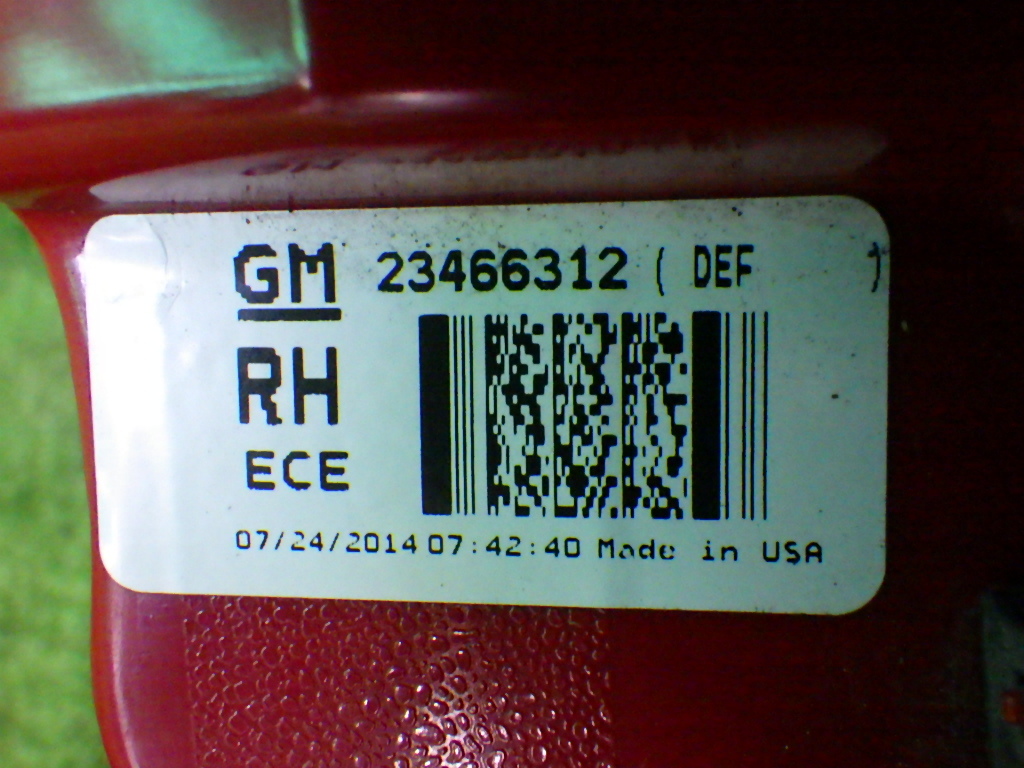 GM 23466312 ( DEF )
RH
ECE
07/24/2014 07:42:40 Made in USA